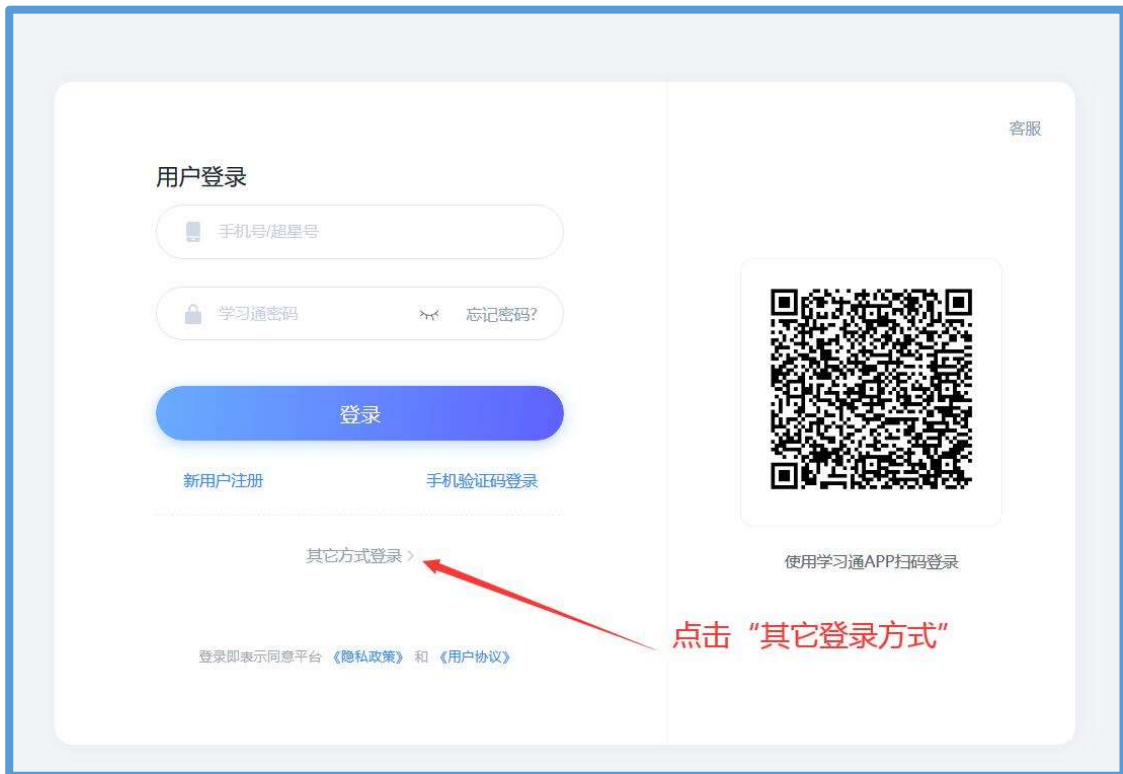 客服
用户登录
手机号/超星号
学习通密码 忘记密码?
登录
新用户注册 手机验证码登录
其它方式登录
使用学习通APP扫码登录
点击“其它登录方式”
登录即表示同意平台《隐私政策》和《用户协议》